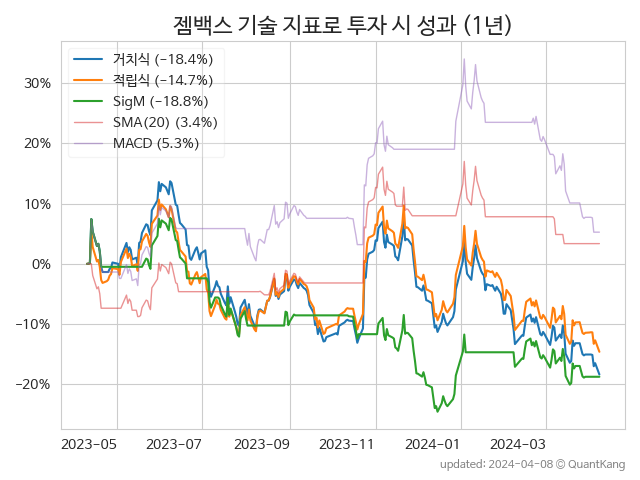 젬백스 기술 지표로 투자 시 성과 (1년)
거치식 (−18.4%)
적립식 (−14.7%)
SigM (−18.8%)
SMA(20) (3.4%)
MACD (5.3%)
30%
20%
10%
0%
−10%
−20%
2023-05 2023-07 2023-09 2023-11 2024-01 2024-03
updated: 2024-04-08 © QuantKang